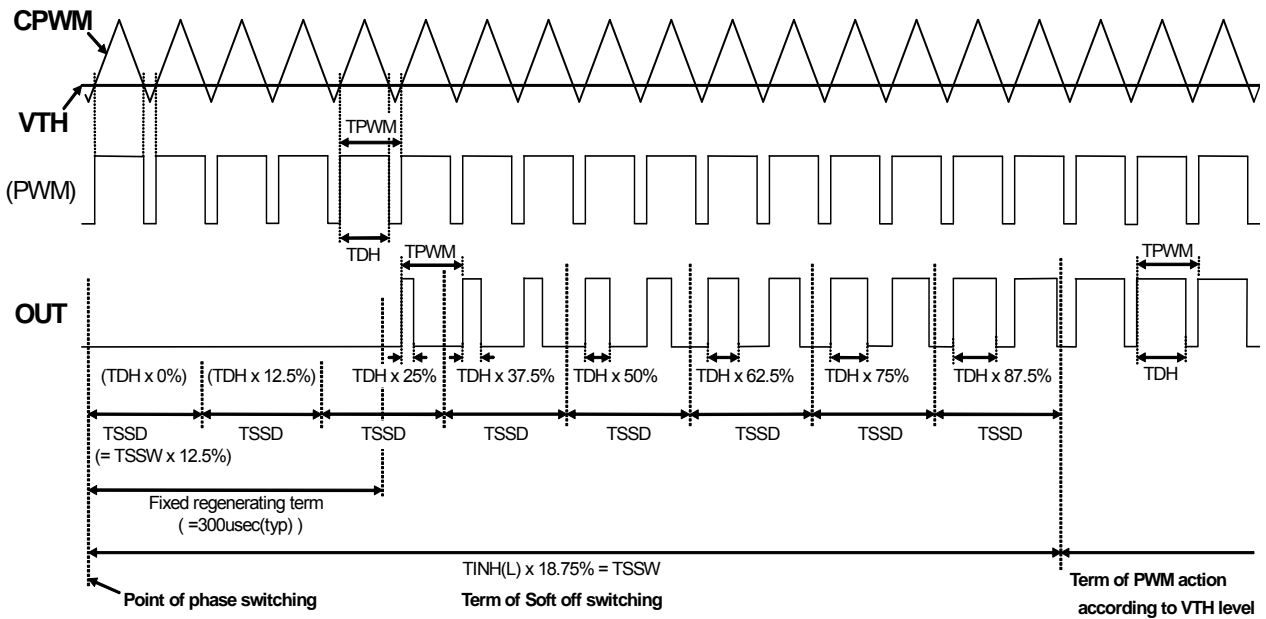 CPWM
VTH
TPWM
(PWM)
TDH
TPWM
TPWM
OUT
(TDH x 0%)
(TDH x 12.5%)
TDH x 25%
TDH x 37.5%
TDH x 50%
TDH x 62.5%
TDH x 75%
TDH x 87.5%
TDH
TSSD
TSSD
TSSD
TSSD
TSSD
TSSD
TSSD
TSSD
(= TSSW x 12.5%)
Fixed regenerating term
( =300usec(typ) )
TINH(L) x 18.75% = TSSW
Point of phase switching
Term of Soft off switching
Term of PWM action
according to VTH level